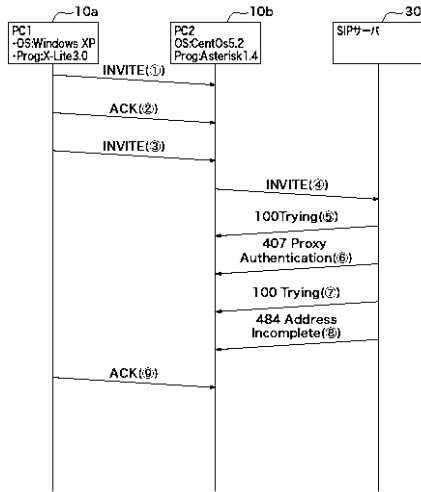 10a
10b
30
PC1
・OS:Windows XP
・Prog:X-Lite3.0
PC2
OS:CentOs5.2
Prog:Asterisk1.4
SIPサーバ
INVITE(①)
ACK(②)
INVITE(③)
INVITE(④)
100Trying(⑤)
407 Proxy
Authentication(⑥)
100 Trying(⑦)
484 Address
Incomplete(⑧)
ACK(⑨)